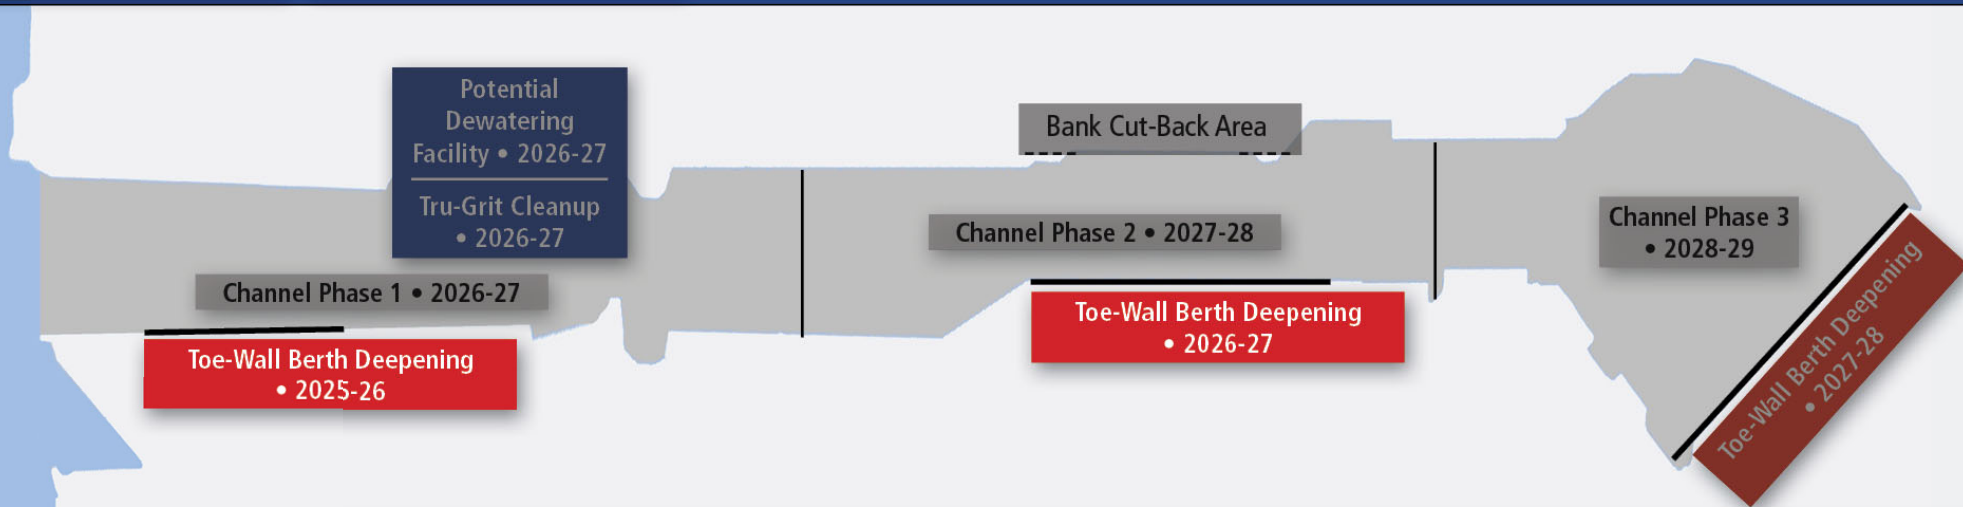 Potential
Dewatering
Facility • 2026-27
Tru-Grit Cleanup
• 2026-27
Bank Cut-Back Area
Channel Phase 3
• 2028-29
Channel Phase 2 • 2027-28
Channel Phase 1 • 2026-27
Toe-Wall Berth Deepening
• 2026-27
Toe-Wall Berth Deepening
• 2025-26
Toe-Wall Berth Deepening
• 2027-28